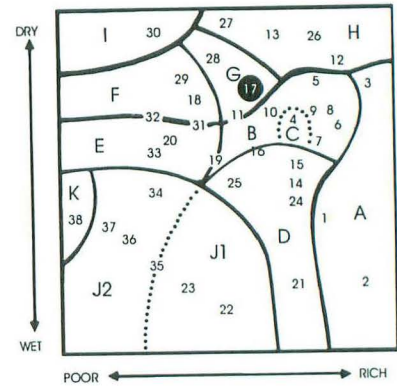 DRY
I 30 27 13 26 H
12
28
G
29 17 5 3
F 18 10 9 8
32 31 11 4 6
B C 7
E 20
33 19 16 15
34 25 14
K 24
38 37 A
36 J1 D 1
35
J2 23 21 2
22
WET
POOR RICH